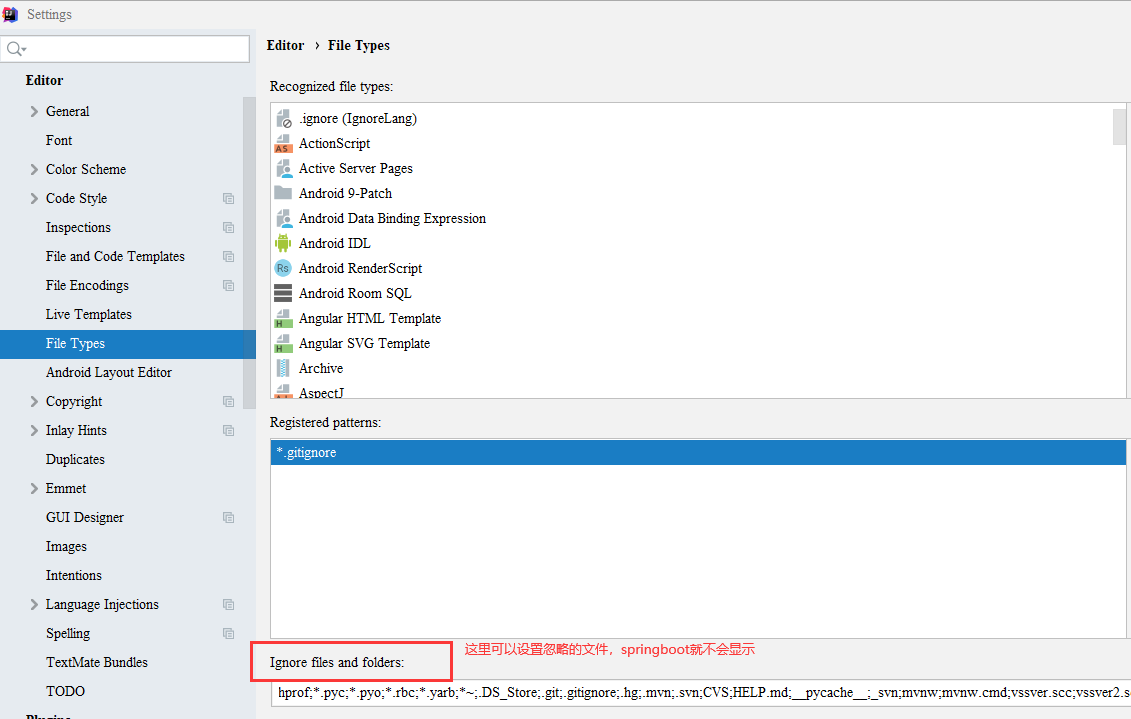 Settings
Editor › File Types
Editor
General
Font
Color Scheme
Code Style
Inspections
File and Code Templates
File Encodings
Live Templates
File Types
Android Layout Editor
Copyright
Inlay Hints
Duplicates
Emmet
GUI Designer
Images
Intentions
Language Injections
Spelling
TextMate Bundles
TODO
Plugins
Recognized file types:
.ignore (IgnoreLang)
AS
ActionScript
Active Server Pages
Android 9-Patch
Android Data Binding Expression
Android IDL
Rs
Android RenderScript
Android Room SQL
H
Angular HTML Template
H
Angular SVG Template
Archive
AspectJ
Registered patterns:
*.gitignore
这里可以设置忽略的文件，springboot就不会显示
Ignore files and folders:
hprof;*.pyc;*.pyo;*.rbc;*.yarb;*~;.DS_Store;.git;.gitignore;.hg;.mvn;.svn;CVS;HELP.md;__pycache__;_svn;mvnw;mvnw.cmd;vssver.scc;vssver2.s